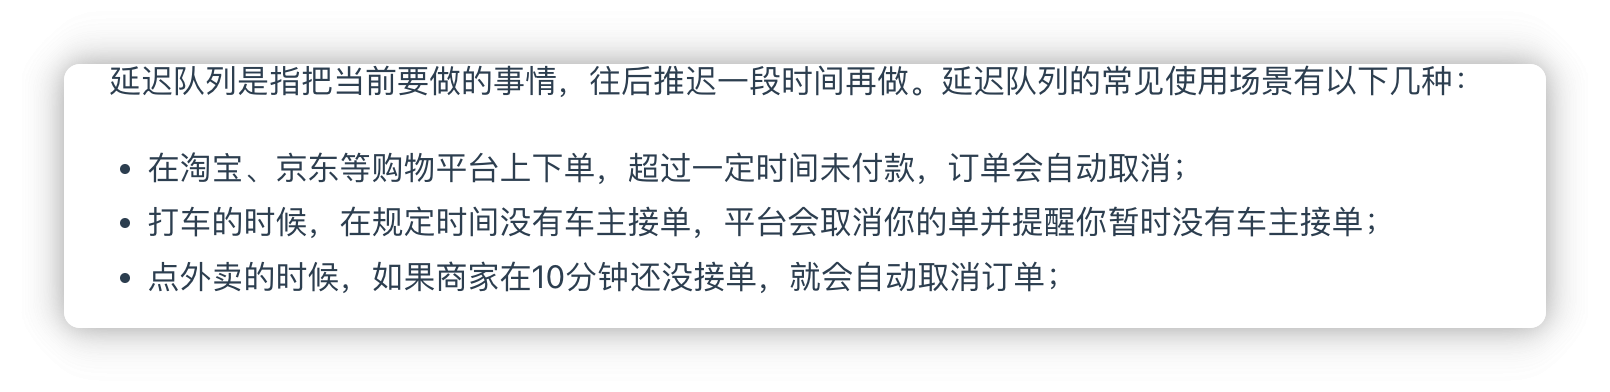 延迟队列是指把当前要做的事情，往后推迟一段时间再做。延迟队列的常见使用场景有以下几种：
• 在淘宝、京东等购物平台上下单，超过一定时间未付款，订单会自动取消；
• 打车的时候，在规定时间没有车主接单，平台会取消你的单并提醒你暂时没有车主接单；
• 点外卖的时候，如果商家在10分钟还没接单，就会自动取消订单；